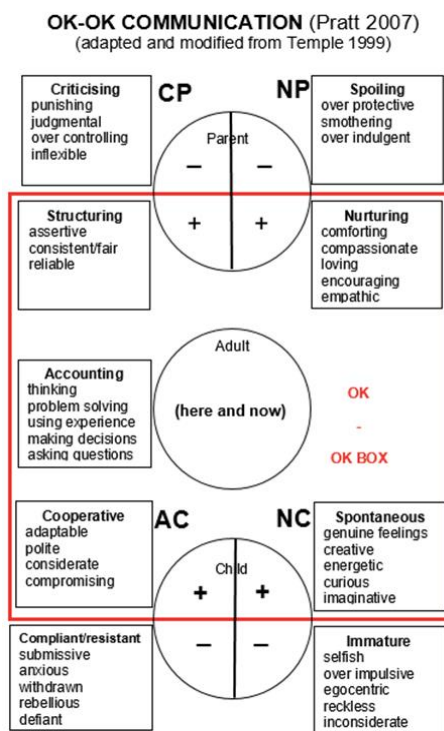 OK-OK COMMUNICATION (Pratt 2007)
(adapted and modified from Temple 1999)
Criticising
punishing
judgmental
over controlling
inflexible
CP
NP
Spoiling
over protective
smothering
over indulgent
Parent
– –
+ +
Structuring
assertive
consistent/fair
reliable
Nurturing
comforting
compassionate
loving
encouraging
empathic
Adult
(here and now)
Accounting
thinking
problem solving
using experience
making decisions
asking questions
OK
-
OK BOX
Cooperative
adaptable
polite
considerate
compromising
AC
NC
Spontaneous
genuine feelings
creative
energetic
curious
imaginative
Child
+ +
– –
Compliant/resistant
submissive
anxious
withdrawn
rebellious
defiant
Immature
selfish
over impulsive
egocentric
reckless
inconsiderate